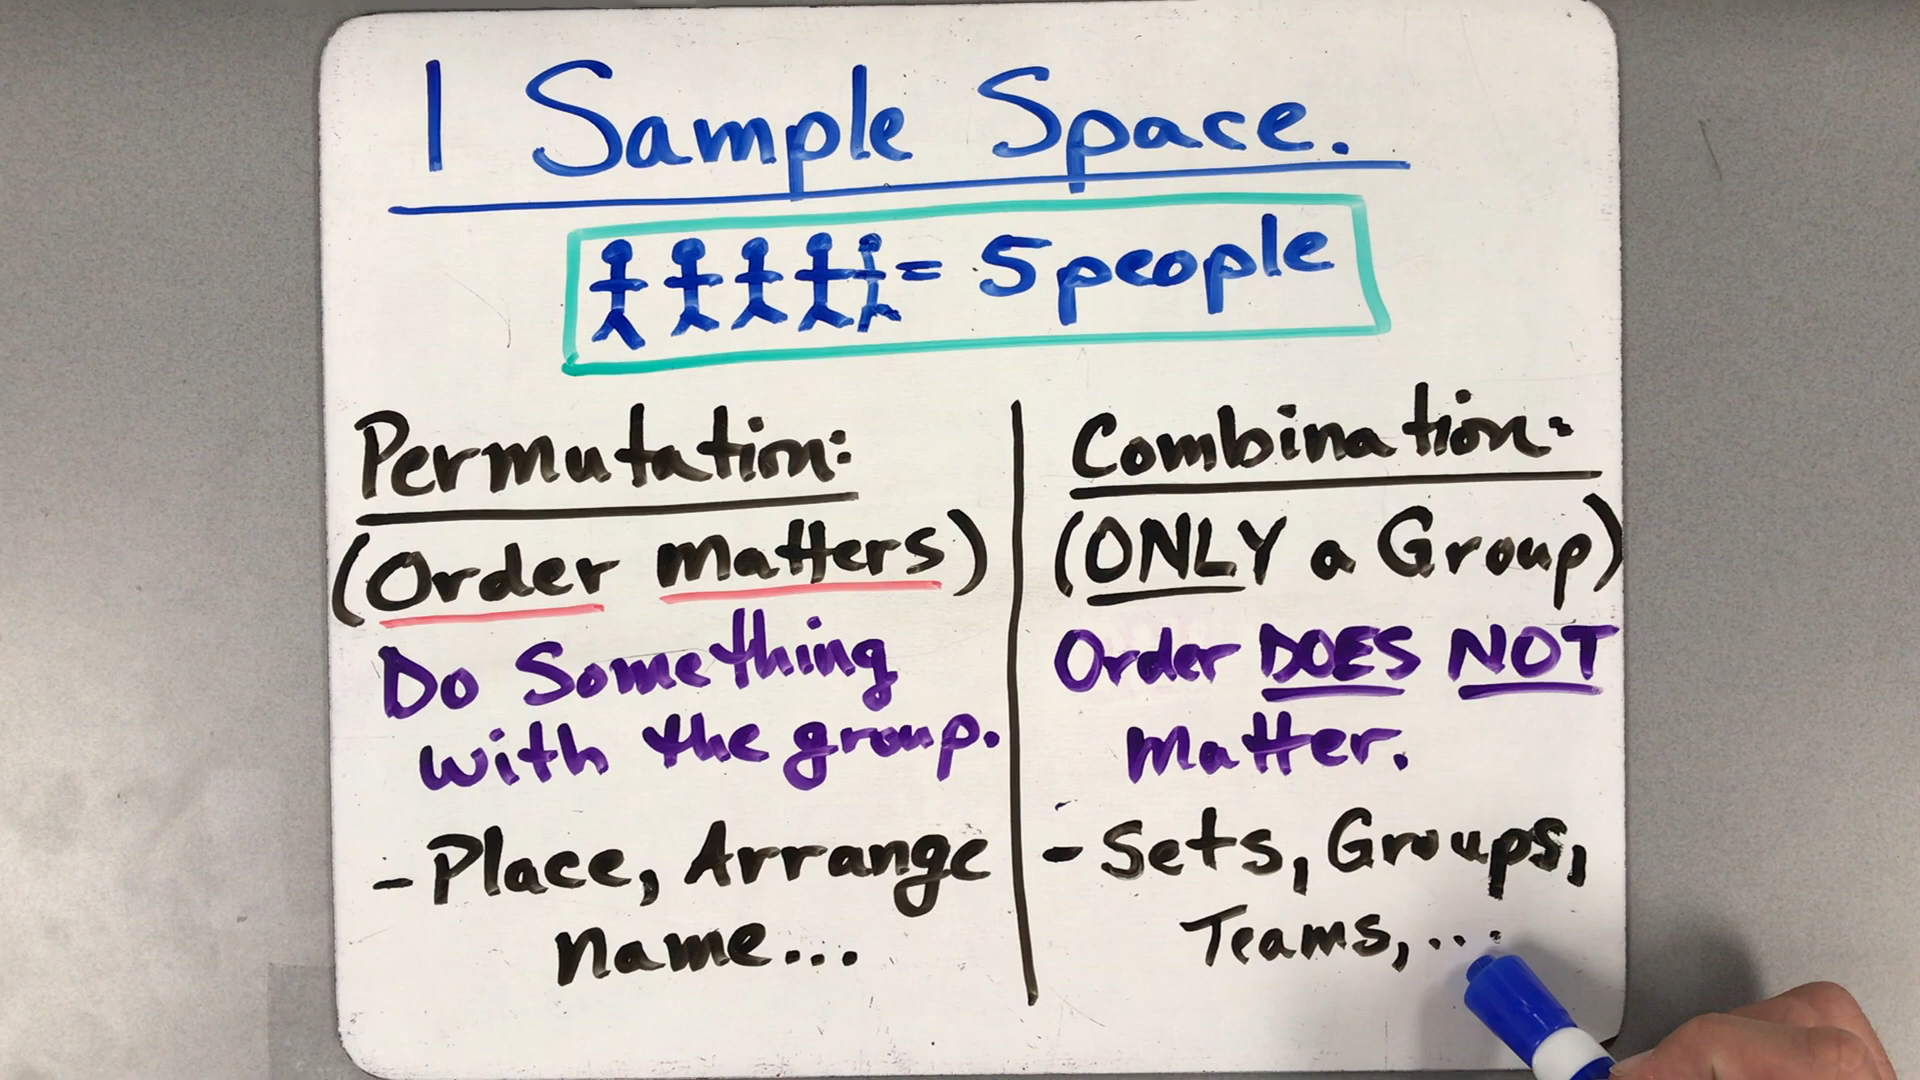 1 Sample Space.
= 5 people
Permutation:
(Order matters)
Do Something
with the group.
- Place, Arrange
name...
Combination:
(ONLY a Group)
Order DOES NOT
matter.
- Sets, Groups,
Teams,...